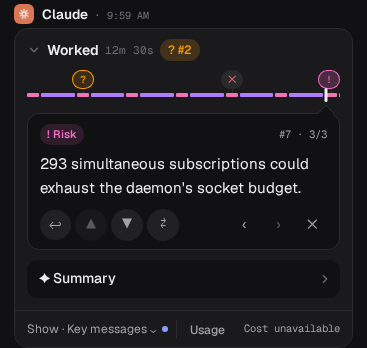 Claude · 9:59 AM
Worked 12m 30s ? #2
? !
! Risk #7 · 3/3
293 simultaneous subscriptions could
exhaust the daemon's socket budget.
Summary
Show · Key messages Usage Cost unavailable